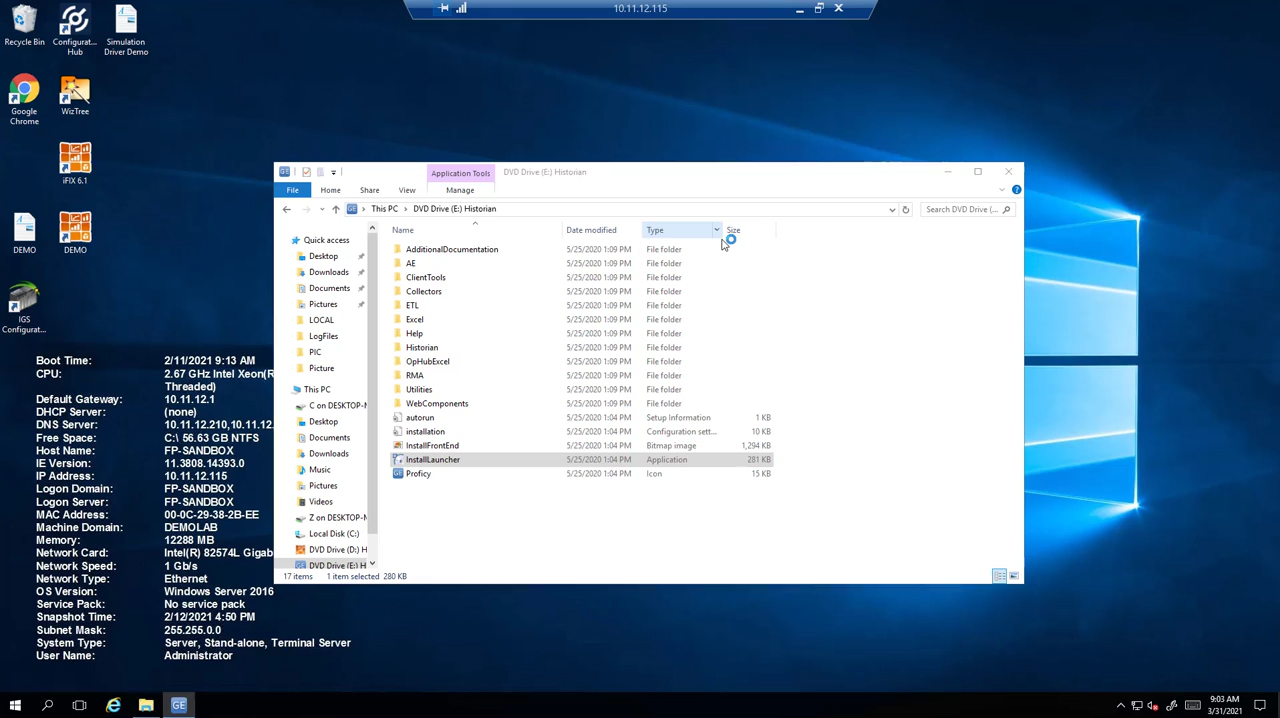 10.11.12.115
Recycle Bin
Configurat... Hub
Simulation Driver Demo
Google Chrome
WizTree
iFIX 6.1
DEMO
DEMO
IGS Configurat...
Boot Time: 2/11/2021 9:13 AM
CPU: 2.67 GHz Intel Xeon(R
Threaded)
Default Gateway: 10.11.12.1
DHCP Server: (none)
DNS Server: 10.11.12.210,10.11.12.
Free Space: C:\ 56.63 GB NTFS
Host Name: FP-SANDBOX
IE Version: 11.3808.14393.0
IP Address: 10.11.12.115
Logon Domain: FP-SANDBOX
Logon Server: FP-SANDBOX
MAC Address: 00-0C-29-38-2B-EE
Machine Domain: DEMOLAB
Memory: 12288 MB
Network Card: Intel(R) 82574L Gigab
Network Speed: 1 Gb/s
Network Type: Ethernet
OS Version: Windows Server 2016
Service Pack: No service pack
Snapshot Time: 2/12/2021 4:50 PM
Subnet Mask: 255.255.0.0
System Type: Server, Stand-alone, Terminal Server
User Name: Administrator
Application Tools DVD Drive (E:) Historian
File Home Share View Manage
This PC DVD Drive (E:) Historian Search DVD Drive (E:...
Quick access
Desktop
Downloads
Documents
Pictures
LOCAL
LogFiles
PIC
Picture
This PC
C on DESKTOP-M
Desktop
Documents
Downloads
Music
Pictures
Videos
Z on DESKTOP-M
Local Disk (C:)
DVD Drive (D:) H
DVD Drive (E:) H
Name Date modified Type Size
AdditionalDocumentation 5/25/2020 1:09 PM File folder
AE 5/25/2020 1:09 PM File folder
ClientTools 5/25/2020 1:09 PM File folder
Collectors 5/25/2020 1:09 PM File folder
ETL 5/25/2020 1:09 PM File folder
Excel 5/25/2020 1:09 PM File folder
Help 5/25/2020 1:09 PM File folder
Historian 5/25/2020 1:09 PM File folder
OpHubExcel 5/25/2020 1:09 PM File folder
RMA 5/25/2020 1:09 PM File folder
Utilities 5/25/2020 1:09 PM File folder
WebComponents 5/25/2020 1:09 PM File folder
autorun 5/25/2020 1:04 PM Setup Information 1 KB
installation 5/25/2020 1:04 PM Configuration sett... 10 KB
InstallFrontEnd 5/25/2020 1:04 PM Bitmap image 1,294 KB
InstallLauncher 5/25/2020 1:04 PM Application 281 KB
Proficy 5/25/2020 1:04 PM Icon 15 KB
17 items 1 item selected 280 KB
GE
9:03 AM
3/31/2021